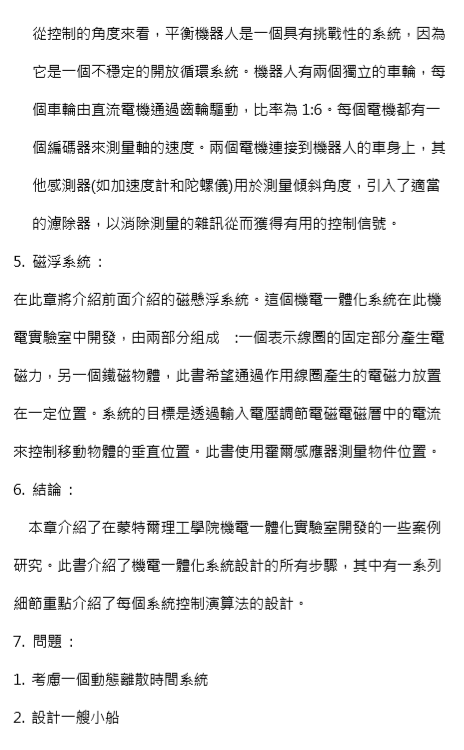 從控制的角度來看，平衡機器人是一個具有挑戰性的系統，因為
它是一個不穩定的開放循環系統。機器人有兩個獨立的車輪，每
個車輪由直流電機通過齒輪驅動，比率為 1:6。每個電機都有一
個編碼器來測量軸的速度。兩個電機連接到機器人的車身上，其
他感測器(如加速度計和陀螺儀)用於測量傾斜角度，引入了適當
的濾除器，以消除測量的雜訊從而獲得有用的控制信號。
5. 磁浮系統：
在此章將介紹前面介紹的磁懸浮系統。這個機電一體化系統在此機
電實驗室中開發，由兩部分組成 :一個表示線圈的固定部分產生電
磁力，另一個鐵磁物體，此書希望通過作用線圈產生的電磁力放置
在一定位置。系統的目標是透過輸入電壓調節電磁電磁層中的電流
來控制移動物體的垂直位置。此書使用霍爾感應器測量物件位置。
6. 結論：
本章介紹了在蒙特爾理工學院機電一體化實驗室開發的一些案例
研究。此書介紹了機電一體化系統設計的所有步驟，其中有一系列
細節重點介紹了每個系統控制演算法的設計。
7. 問題：
1. 考慮一個動態離散時間系統
2. 設計一艘小船